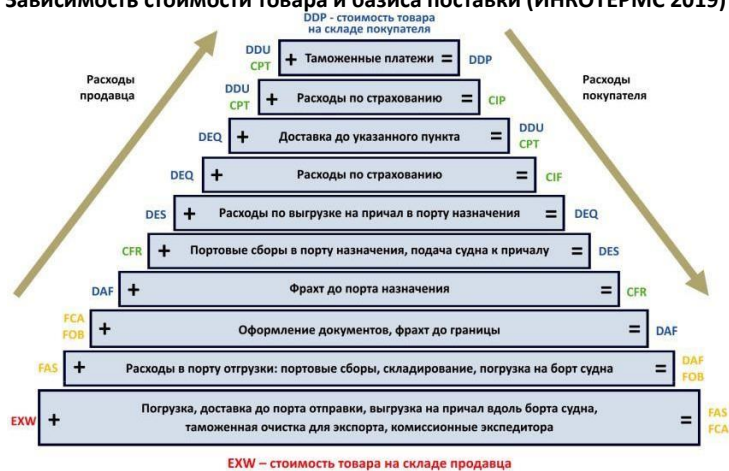 Зависимость стоимости товара и базиса поставки (ИНКОТЕРМС 2019)
DDP - стоимость товара
на складе покупателя
Расходы
продавца
Расходы
покупателя
DDU
CPT
+ Таможенные платежи = DDP
DDU
CPT
+ Расходы по страхованию = CIP
DEQ + Доставка до указанного пункта = DDU
CPT
DEQ + Расходы по страхованию = CIF
DES + Расходы по выгрузке на причал в порту назначения = DEQ
CFR + Портовые сборы в порту назначения, подача судна к причалу = DES
DAF + Фрахт до порта назначения = CFR
FCA
FOB
+ Оформление документов, фрахт до границы = DAF
FAS + Расходы в порту отгрузки: портовые сборы, складирование, погрузка на борт судна = DAF
FOB
EXW + Погрузка, доставка до порта отправки, выгрузка на причал вдоль борта судна,
таможенная очистка для экспорта, комиссионные экспедитора = FAS
FCA
EXW – стоимость товара на складе продавца